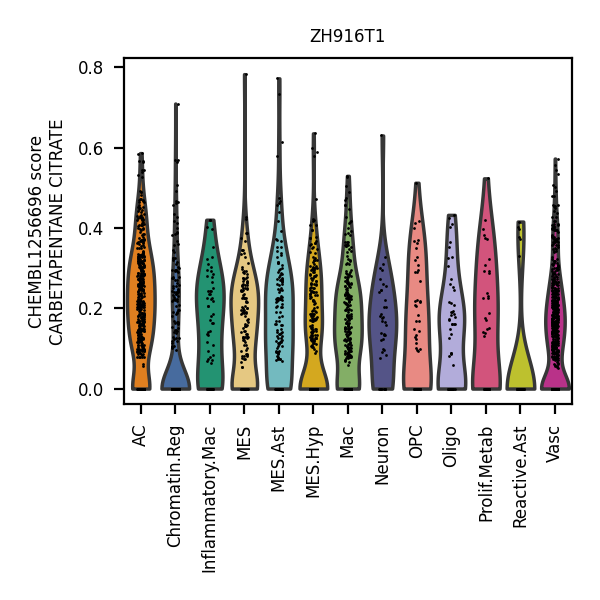 ZH916T1
CHEMBL1256696 score
CARBETAPENTANE CITRATE
0.8
0.6
0.4
0.2
0.0
AC
Chromatin.Reg
Inflammatory.Mac
MES
MES.Ast
MES.Hyp
Mac
Neuron
OPC
Oligo
Prolif.Metab
Reactive.Ast
Vasc